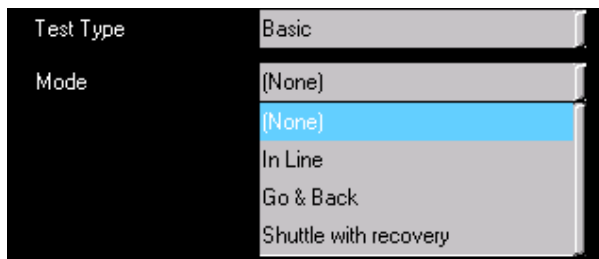 Test Type Basic
Mode (None)
(None)
In Line
Go & Back
Shuttle with recovery